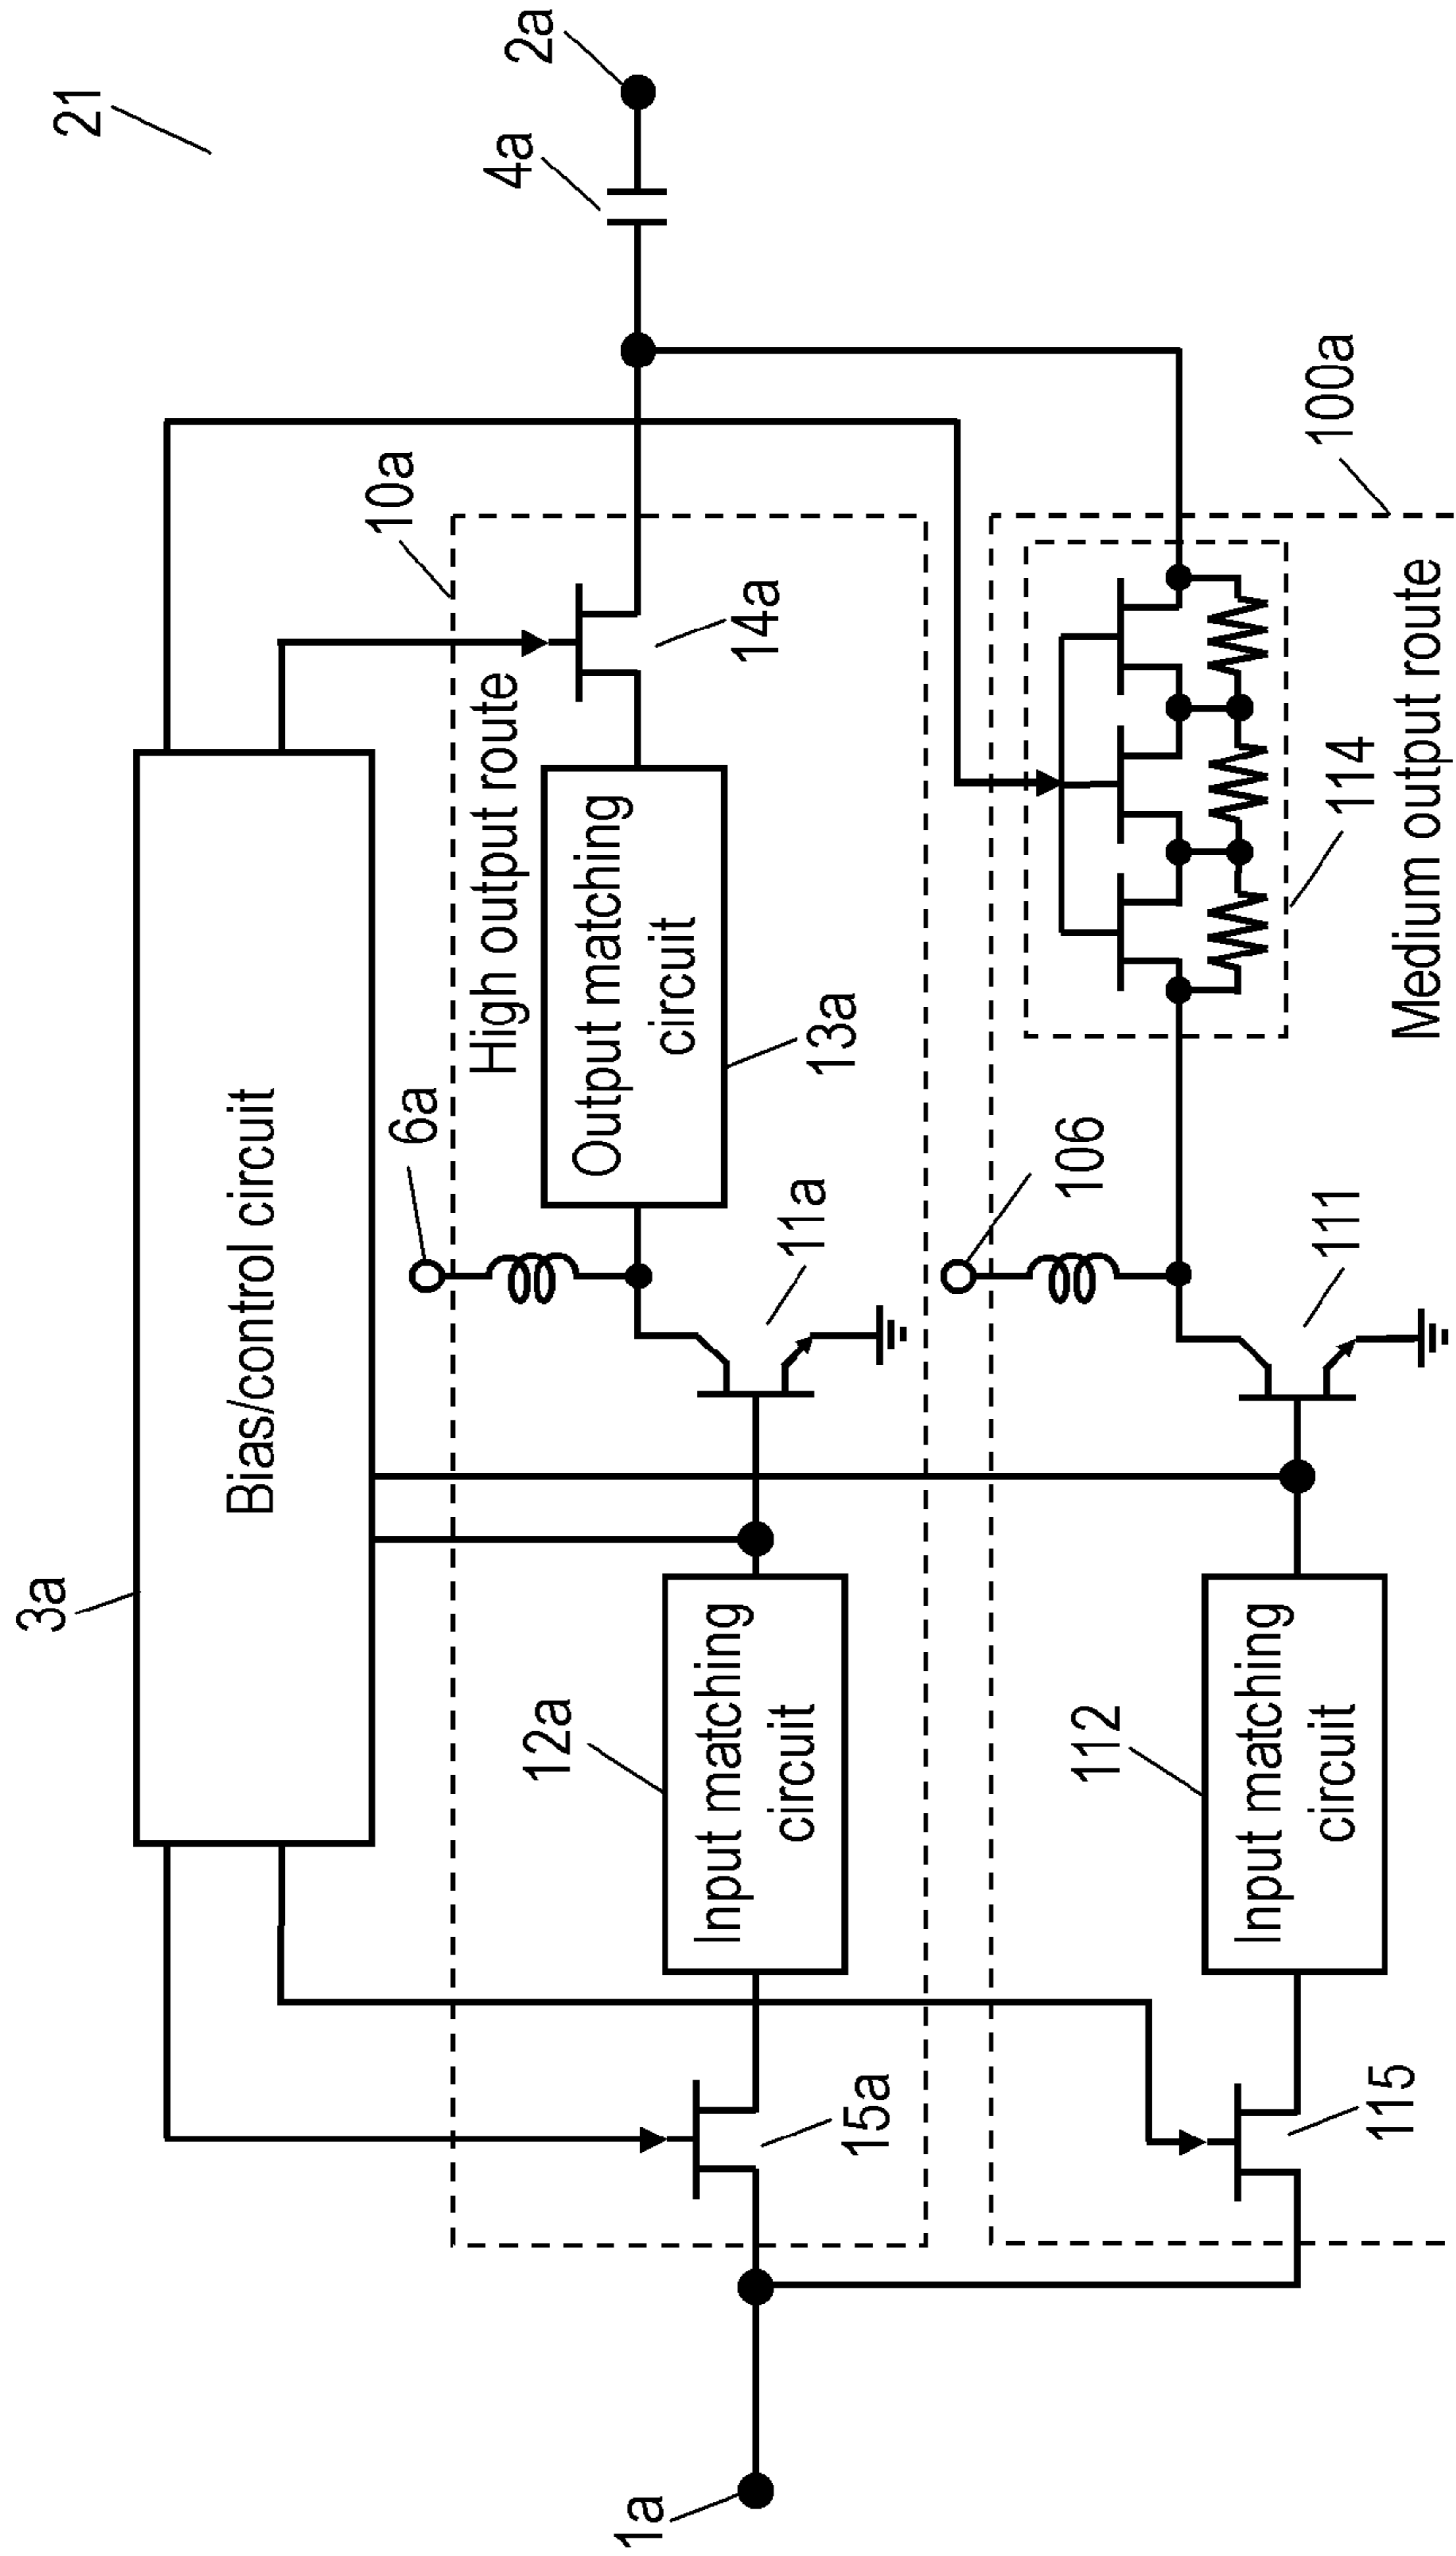 21
3a
Bias/control circuit
10a
2a
4a
6a
High output route
12a
Input matching
circuit
11a
Output matching
circuit
13a
14a
15a
1a
100a
106
112
Input matching
circuit
111
114
115
Medium output route